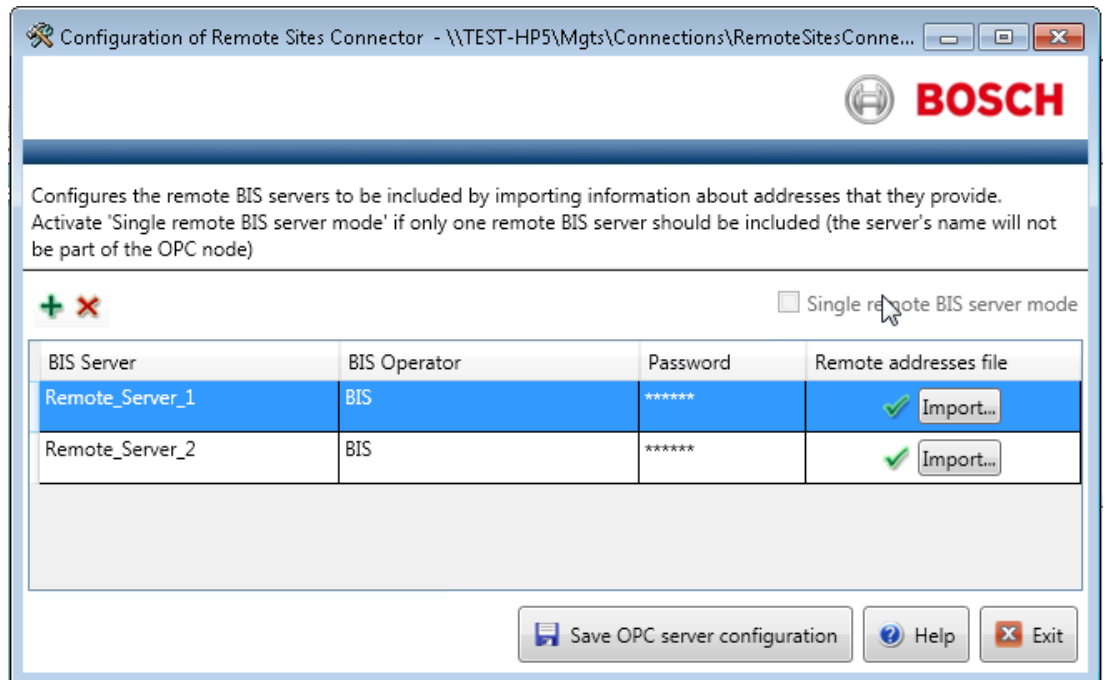 Configuration of Remote Sites Connector - \\TEST-HP5\Mgts\Connections\RemoteSitesConne...
BOSCH
Configures the remote BIS servers to be included by importing information about addresses that they provide.
Activate 'Single remote BIS server mode' if only one remote BIS server should be included (the server's name will not
be part of the OPC node)
Single remote BIS server mode
BIS Server BIS Operator Password Remote addresses file
Remote_Server_1 BIS ****** Import...
Remote_Server_2 BIS ****** Import...
Save OPC server configuration Help Exit